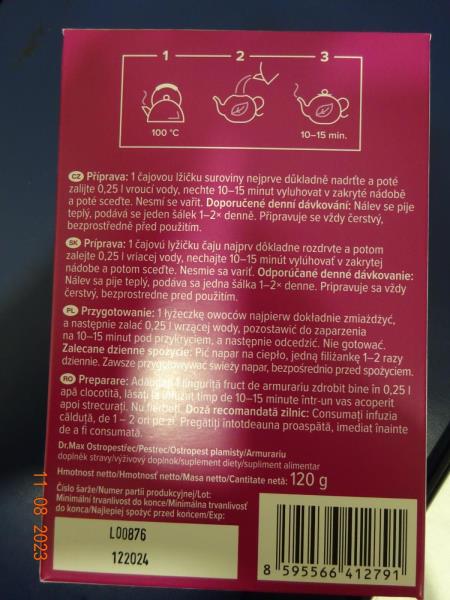 1 2 3
100 °C 10–15 min.
CZ Příprava: 1 čajovou lžičku suroviny nejprve důkladně nadrťte a poté
zalijte 0,25 l vroucí vody, nechte 10–15 minut vyluhovat v zakryté nádobě
a poté sceďte. Nesmí se vařit. Doporučené denní dávkování: Nálev se pije
teplý, podává se jeden šálek 1–2× denně. Připravuje se vždy čerstvý,
bezprostředně před použitím.
SK Príprava: 1 čajovú lyžičku čaju najprv dôkladne rozdrvte a potom
zalejte 0,25 l vriacej vody, nechajte 10–15 minút vylúhovať v zakrytej
nádobe a potom sceďte. Nesmie sa variť. Odporúčané denné dávkovanie:
Nálev sa pije teplý, podáva sa jedna šálka 1–2× denne. Pripravuje sa vždy
čerstvý, bezprostredne pred použitím.
PL Przygotowanie: 1 łyżeczkę owoców najpierw dokładnie zmiażdżyć,
a następnie zalać 0,25 l wrzącej wody, pozostawić do zaparzenia
na 10–15 minut pod przykryciem, a następnie odcedzić. Nie gotować.
Zalecane dzienne spożycie: Pić napar na ciepło, jedną filiżankę 1–2 razy
dziennie. Zawsze przygotowywać świeży napar, bezpośrednio przed spożyciem.
RO Preparare: Adăugați 1 linguriță fruct de armurariu zdrobit bine în 0,25 l
apă clocotită, lăsați la infuzat timp de 10–15 minute într-un vas acoperit
apoi strecurați. Nu fierbeți. Doză recomandată zilnic: Consumați infuzia
călduță, de 1 – 2 ori pe zi. Pregătiți întotdeauna proaspătă, imediat înainte
de a fi consumată.
Dr.Max Ostropestřec/Pestrec/Ostropest plamisty/Armurariu
doplněk stravy/výživový doplnok/suplement diety/supliment alimentar
Hmotnost netto/Hmotnosť netto/Masa netto/Cantitate netă: 120 g
Číslo šarže/Numer partii produkcyjnej/Lot:
Minimální trvanlivost do konce/Minimálna trvanlivosť
do konca/Najlepiej spożyć przed końcem/Exp:
L00876
122024
8 595566 412791
11-08-2023